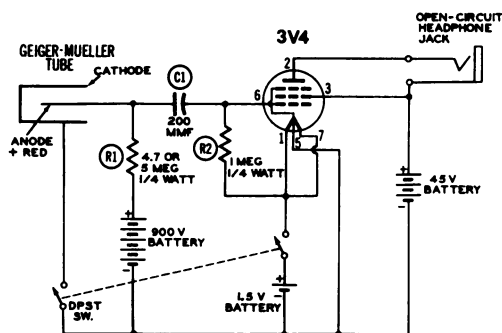 GEIGER-MUELLER
TUBE
CATHODE
ANODE
+ RED
C1
200
MMF
R1
4.7 OR
5 MEG
1/4 WATT
R2
1 MEG
1/4 WATT
3V4
2
3
6
1
5
7
OPEN-CIRCUIT
HEADPHONE
JACK
+
900 V
BATTERY
-
+
45V
BATTERY
-
DPST
SW.
+
1.5 V
BATTERY
-